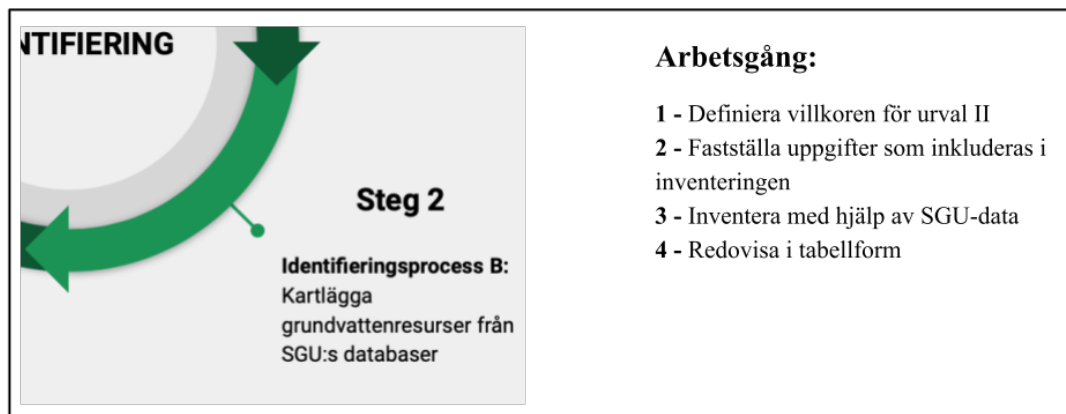 NTIFIERING
Steg 2
Identifieringsprocess B:
Kartlägga
grundvattenresurser från
SGU:s databaser
Arbetsgång:
1 - Definiera villkoren för urval II
2 - Fastställa uppgifter som inkluderas i
inventeringen
3 - Inventera med hjälp av SGU-data
4 - Redovisa i tabellform